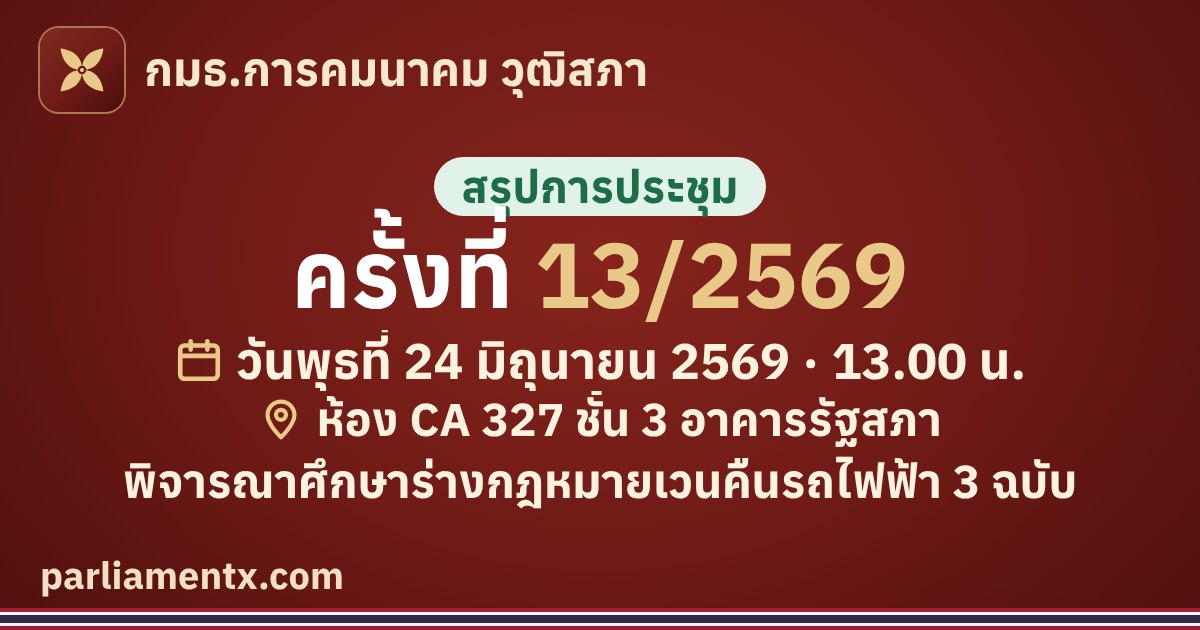 กมธ.การคมนาคม วุฒิสภา
สรุปการประชุม
ครั้งที่ 13/2569
วันพุธที่ 24 มิถุนายน 2569 · 13.00 น.
ห้อง CA 327 ชั้น 3 อาคารรัฐสภา
พิจารณาศึกษาร่างกฎหมายเวนคืนรถไฟฟ้า 3 ฉบับ
parliamentx.com